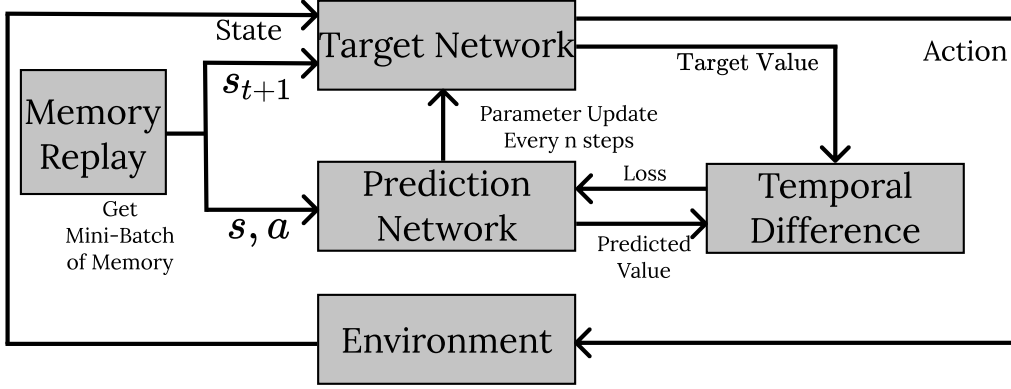 State
Target Network
Action
s_{t+1}
Target Value
Memory
Replay
Parameter Update
Every n steps
Get
Mini-Batch
of Memory
s, a
Prediction
Network
Loss
Predicted
Value
Temporal
Difference
Environment